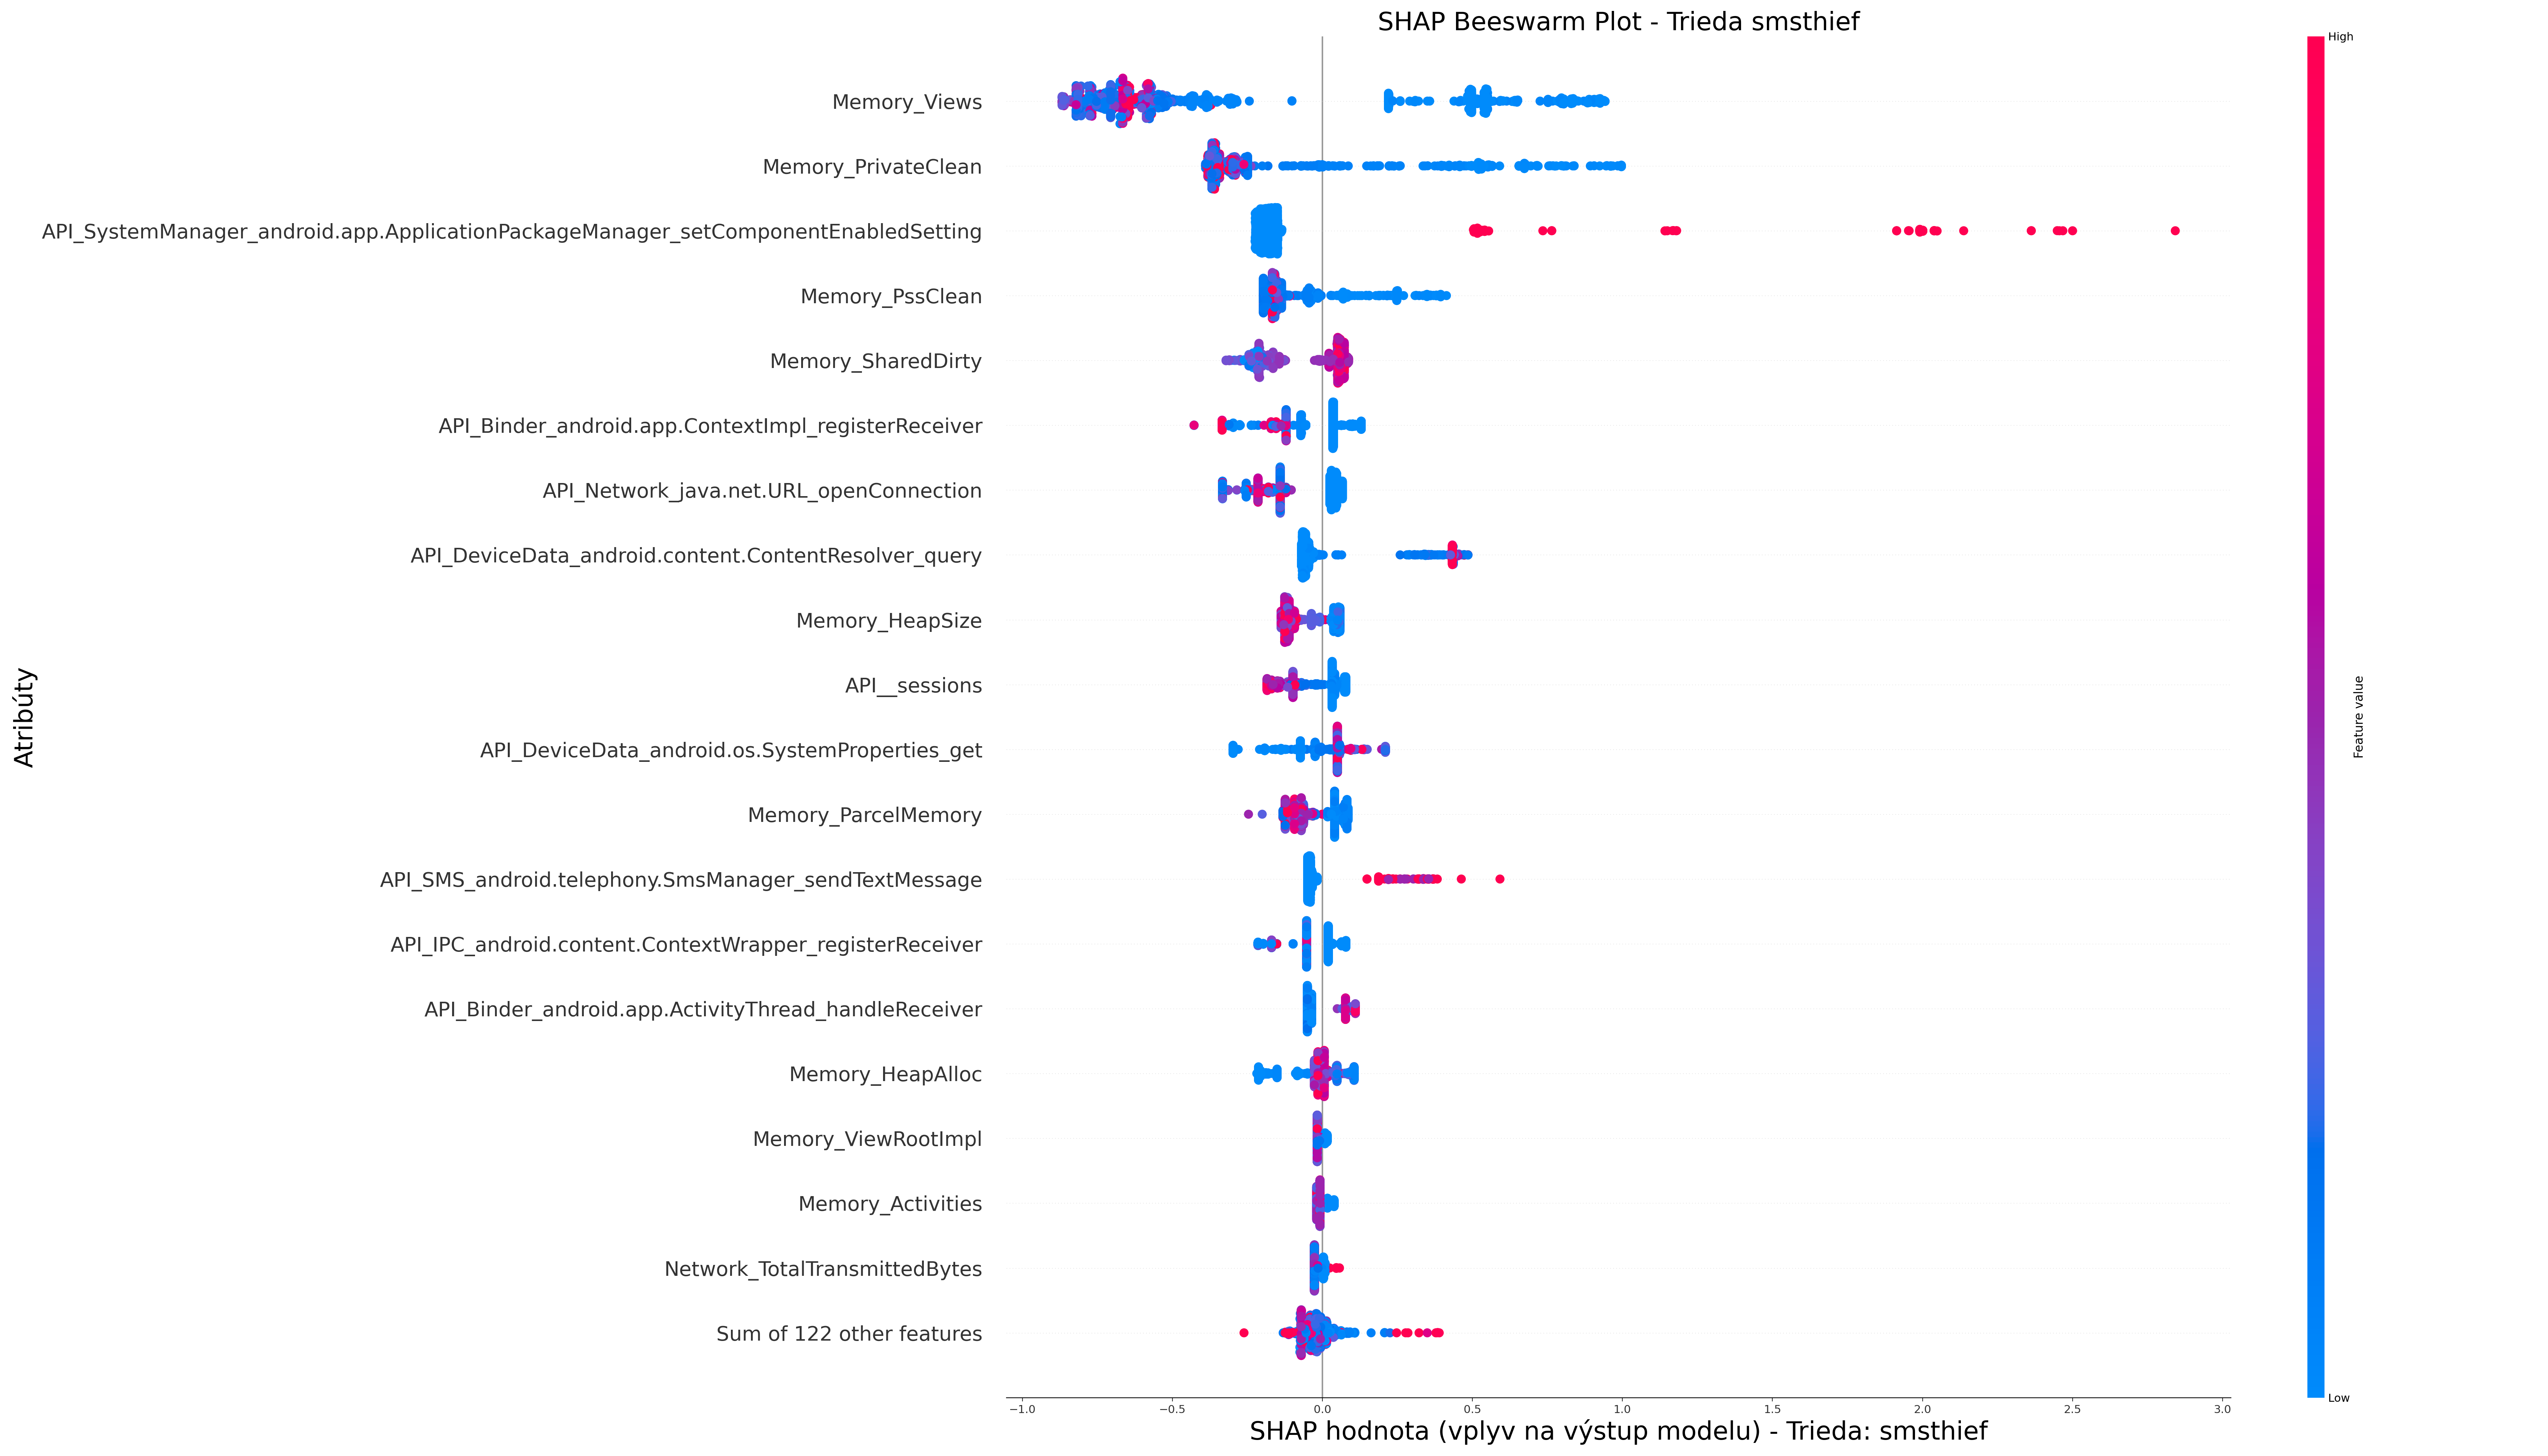 SHAP Beeswarm Plot - Trieda smsthief
High
Memory_Views
Memory_PrivateClean
API_SystemManager_android.app.ApplicationPackageManager_setComponentEnabledSetting
Memory_PssClean
Memory_SharedDirty
API_Binder_android.app.ContextImpl_registerReceiver
API_Network_java.net.URL_openConnection
API_DeviceData_android.content.ContentResolver_query
Memory_HeapSize
API__sessions
API_DeviceData_android.os.SystemProperties_get
Memory_ParcelMemory
API_SMS_android.telephony.SmsManager_sendTextMessage
API_IPC_android.content.ContextWrapper_registerReceiver
API_Binder_android.app.ActivityThread_handleReceiver
Memory_HeapAlloc
Memory_ViewRootImpl
Memory_Activities
Network_TotalTransmittedBytes
Sum of 122 other features
Atribúty
Feature value
Low
−1.0 −0.5 0.0 0.5 1.0 1.5 2.0 2.5 3.0
SHAP hodnota (vplyv na výstup modelu) - Trieda: smsthief